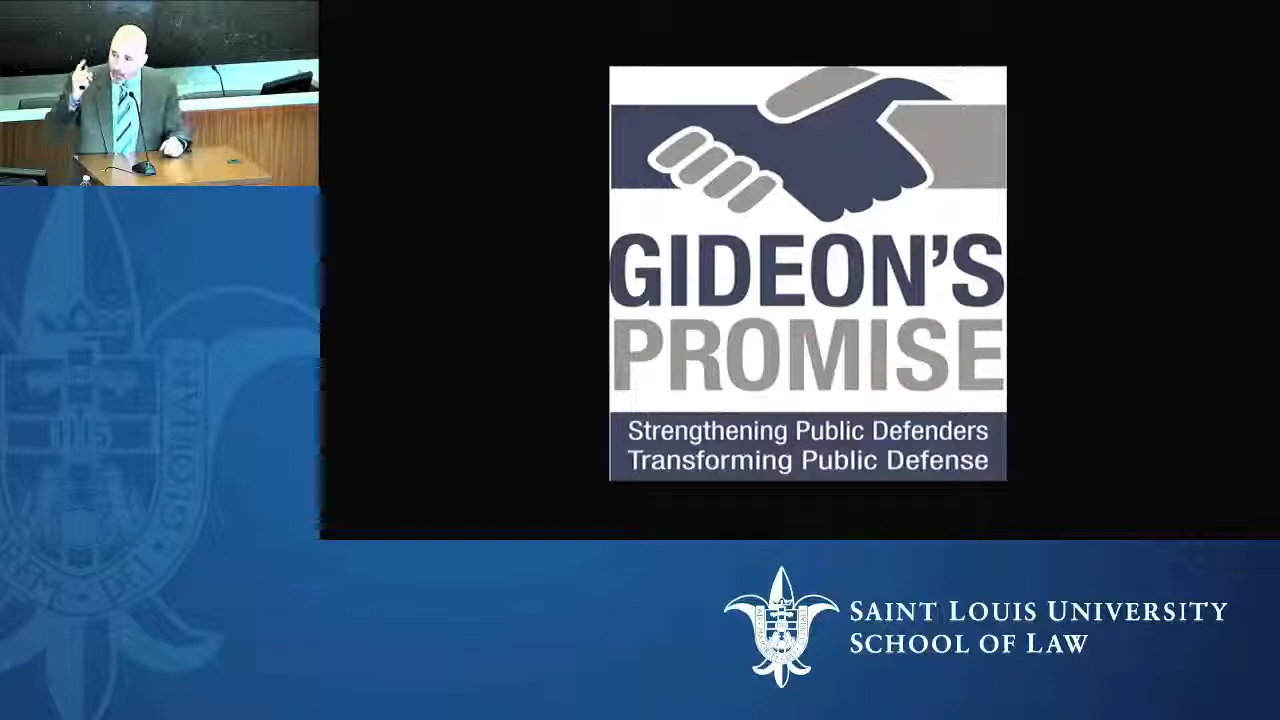 GIDEON'S
PROMISE
Strengthening Public Defenders
Transforming Public Defense
SAINT LOUIS UNIVERSITY
SCHOOL OF LAW